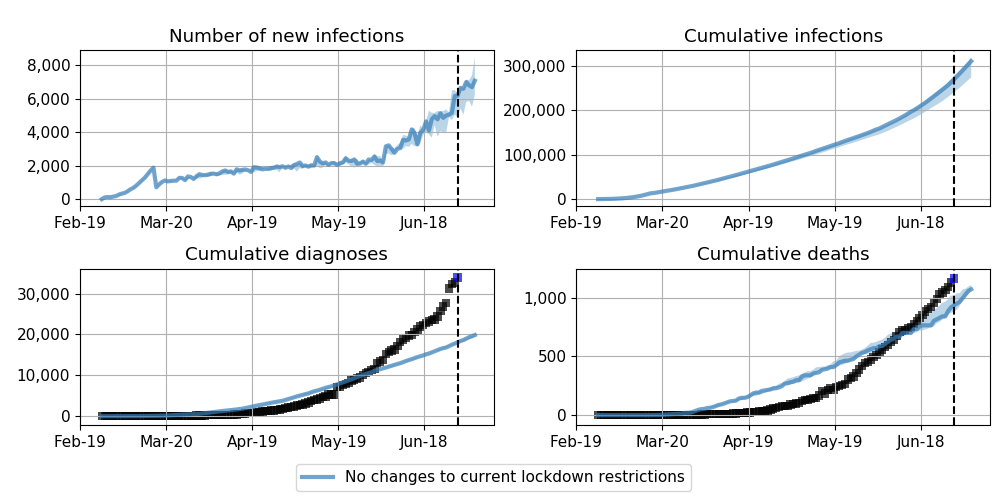 Number of new infections
8,000
6,000
4,000
2,000
0
Feb-19 Mar-20 Apr-19 May-19 Jun-18
Cumulative infections
300,000
200,000
100,000
0
Feb-19 Mar-20 Apr-19 May-19 Jun-18
Cumulative diagnoses
30,000
20,000
10,000
0
Feb-19 Mar-20 Apr-19 May-19 Jun-18
Cumulative deaths
1,000
500
0
Feb-19 Mar-20 Apr-19 May-19 Jun-18
No changes to current lockdown restrictions